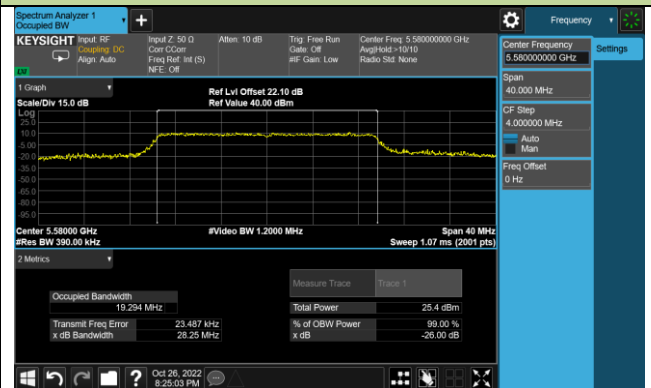 Spectrum Analyzer 1
Occupied BW
Frequency
KEYSIGHT
Input: RF
Coupling: DC
Align: Auto
Input Z: 50 Ω
Corr CCorr
Freq Ref: Int (S)
NFE: Off
Atten: 10 dB
Trig: Free Run
Gate: Off
#IF Gain: Low
Center Freq: 5.580000000 GHz
Avg|Hold:>10/10
Radio Std: None
Center Frequency
5.580000000 GHz
Settings
Span
40.000 MHz
CF Step
4.000000 MHz
Auto
Man
Freq Offset
0 Hz
1 Graph
Scale/Div 15.0 dB
Ref Lvl Offset 22.10 dB
Ref Value 40.00 dBm
Log
25.0
10.0
-5.00
-20.0
-35.0
-50.0
-65.0
-80.0
-95.0
Center 5.58000 GHz
#Res BW 390.00 kHz
#Video BW 1.2000 MHz
Span 40 MHz
Sweep 1.07 ms (2001 pts)
2 Metrics
Measure Trace
Trace 1
Occupied Bandwidth
19.294 MHz
Total Power
25.4 dBm
Transmit Freq Error
23.487 kHz
% of OBW Power
99.00 %
x dB Bandwidth
28.25 MHz
x dB
-26.00 dB
?
Oct 26, 2022
8:25:03 PM